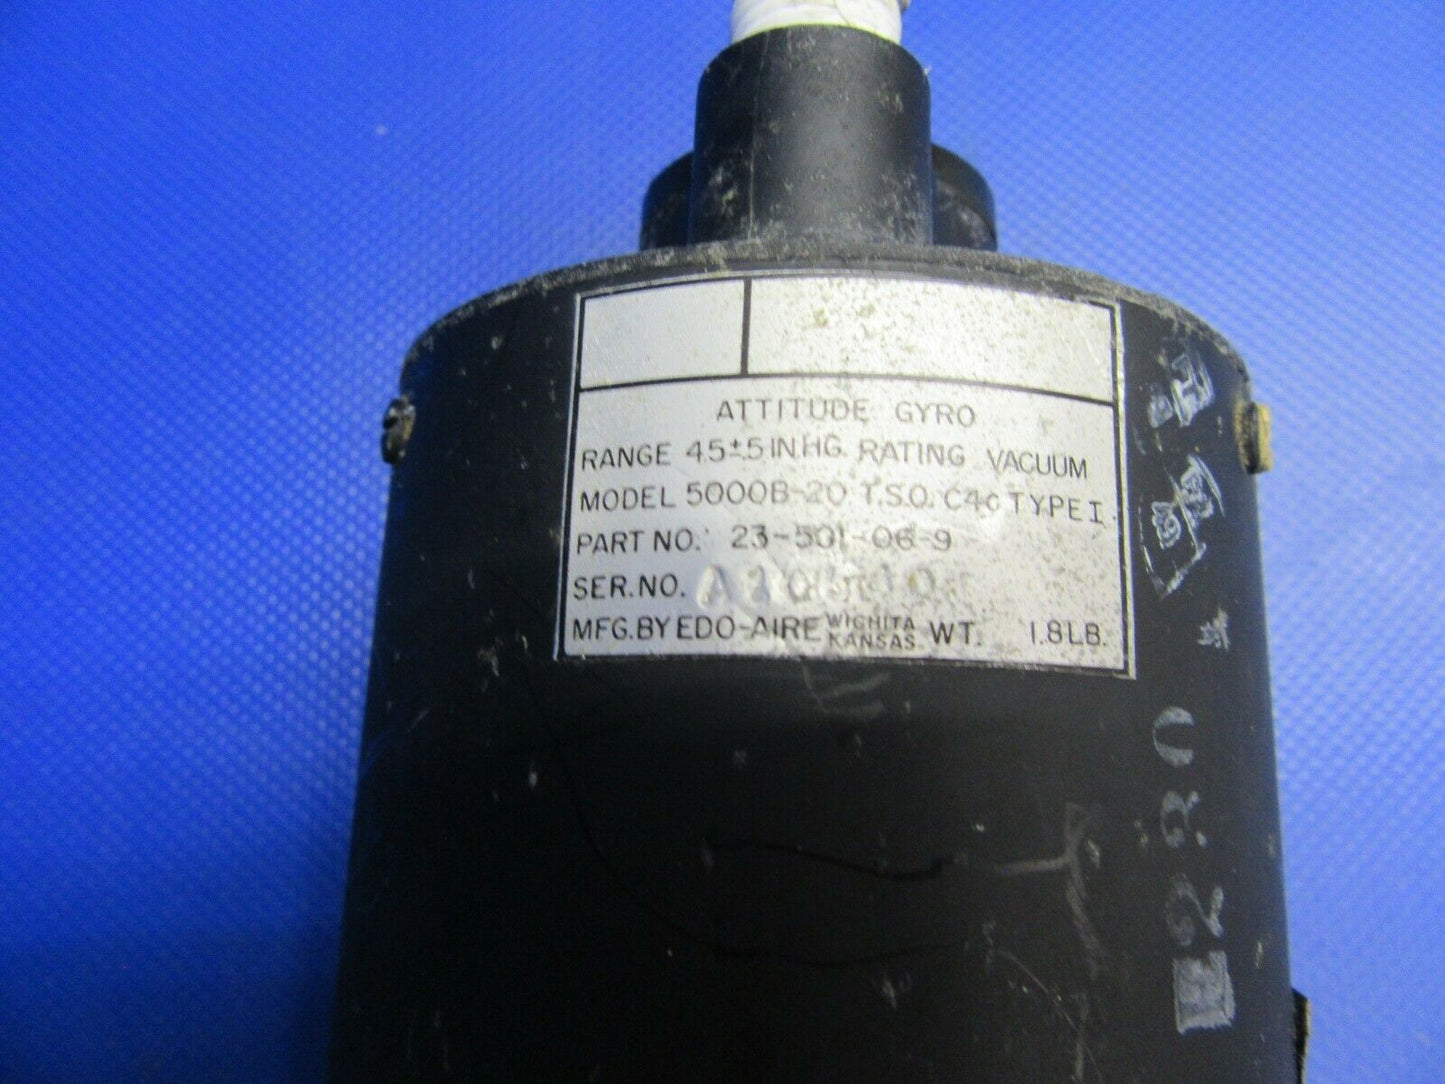 ATTITUDE GYRO
RANGE 4.5±.5 IN.HG. RATING VACUUM
MODEL 5000B-20 T.S.O. C4c TYPE I
PART NO. 23-501-06-9
SER.NO.
MFG.BY EDO-AIRE WICHITA KANSAS. WT. 1.8LB.